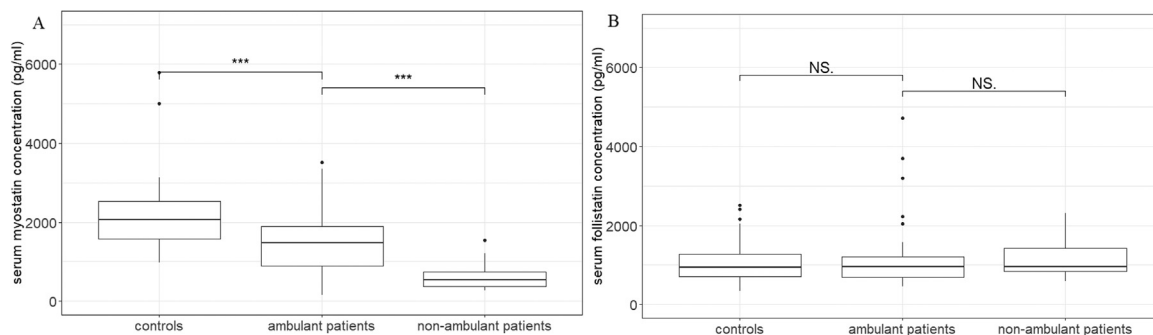 A
serum myostatin concentration (pg/ml)
6000
4000
2000
0
***
***
controls
ambulant patients
non-ambulant patients
B
serum follistatin concentration (pg/ml)
6000
4000
2000
0
NS.
NS.
controls
ambulant patients
non-ambulant patients